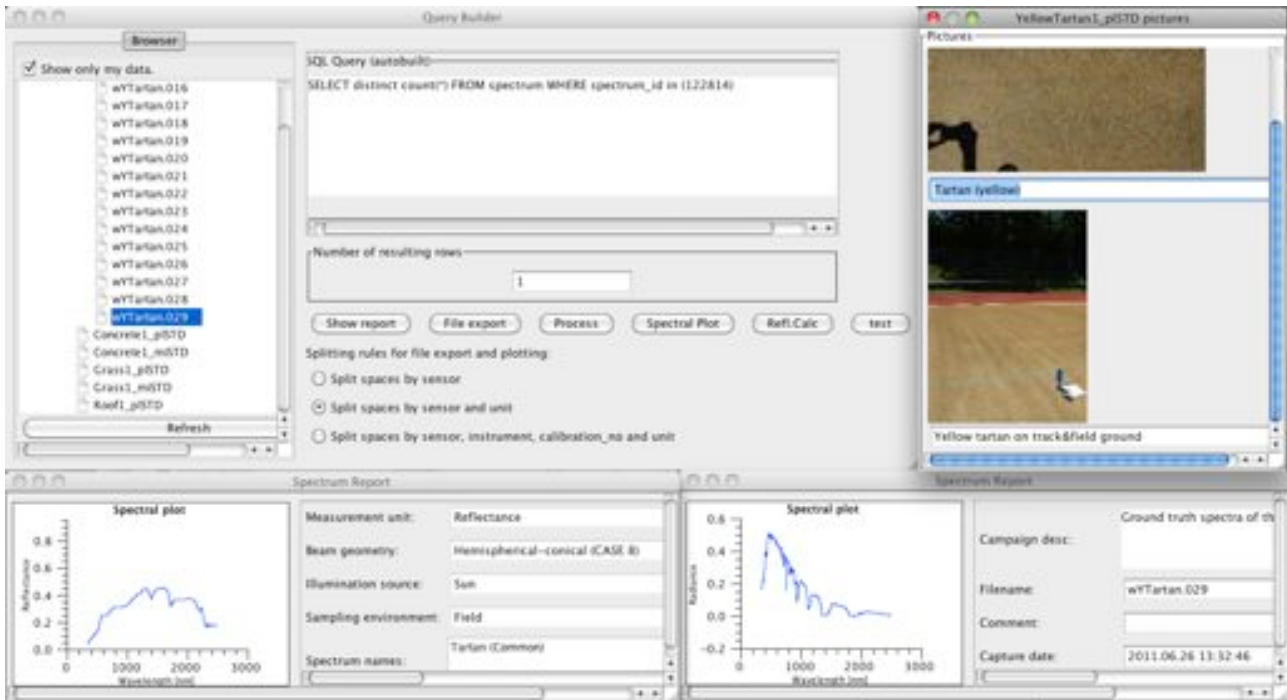 Query Builder
Browser
Show only my data.
wYTartan.016
wYTartan.017
wYTartan.018
wYTartan.019
wYTartan.020
wYTartan.021
wYTartan.022
wYTartan.023
wYTartan.024
wYTartan.025
wYTartan.026
wYTartan.027
wYTartan.028
wYTartan.029
Concrete1_plSTD
Concrete1_miSTD
Grass1_plSTD
Grass1_miSTD
Roof1_plSTD
Refresh
SQL Query (autobuilt)
SELECT distinct count(*) FROM spectrum WHERE spectrum_id in (122814)
Number of resulting rows
1
Show report
File export
Process
Spectral Plot
Refl.Calc
test
Splitting rules for file export and plotting:
Split spaces by sensor
Split spaces by sensor and unit
Split spaces by sensor, instrument, calibration_no and unit
YellowTartan1_plSTD pictures
Pictures
Tartan (yellow)
Yellow tartan on track&field ground
Spectrum Report
Spectral plot
Reflectance
0.8
0.6
0.4
0.2
0.0
0
1000
2000
3000
Wavelength [nm]
Measurement unit: Reflectance
Beam geometry: Hemispherical-conical (CASE 8)
Illumination source: Sun
Sampling environment: Field
Spectrum names: Tartan (Common)
Spectrum Report
Spectral plot
Radiance
0.6
0.4
0.2
0.0
-0.2
0
1000
2000
3000
Wavelength [nm]
Campaign desc: Ground truth spectra of th
Filename: wYTartan.029
Comment:
Capture date: 2011.06.26 13:32:46